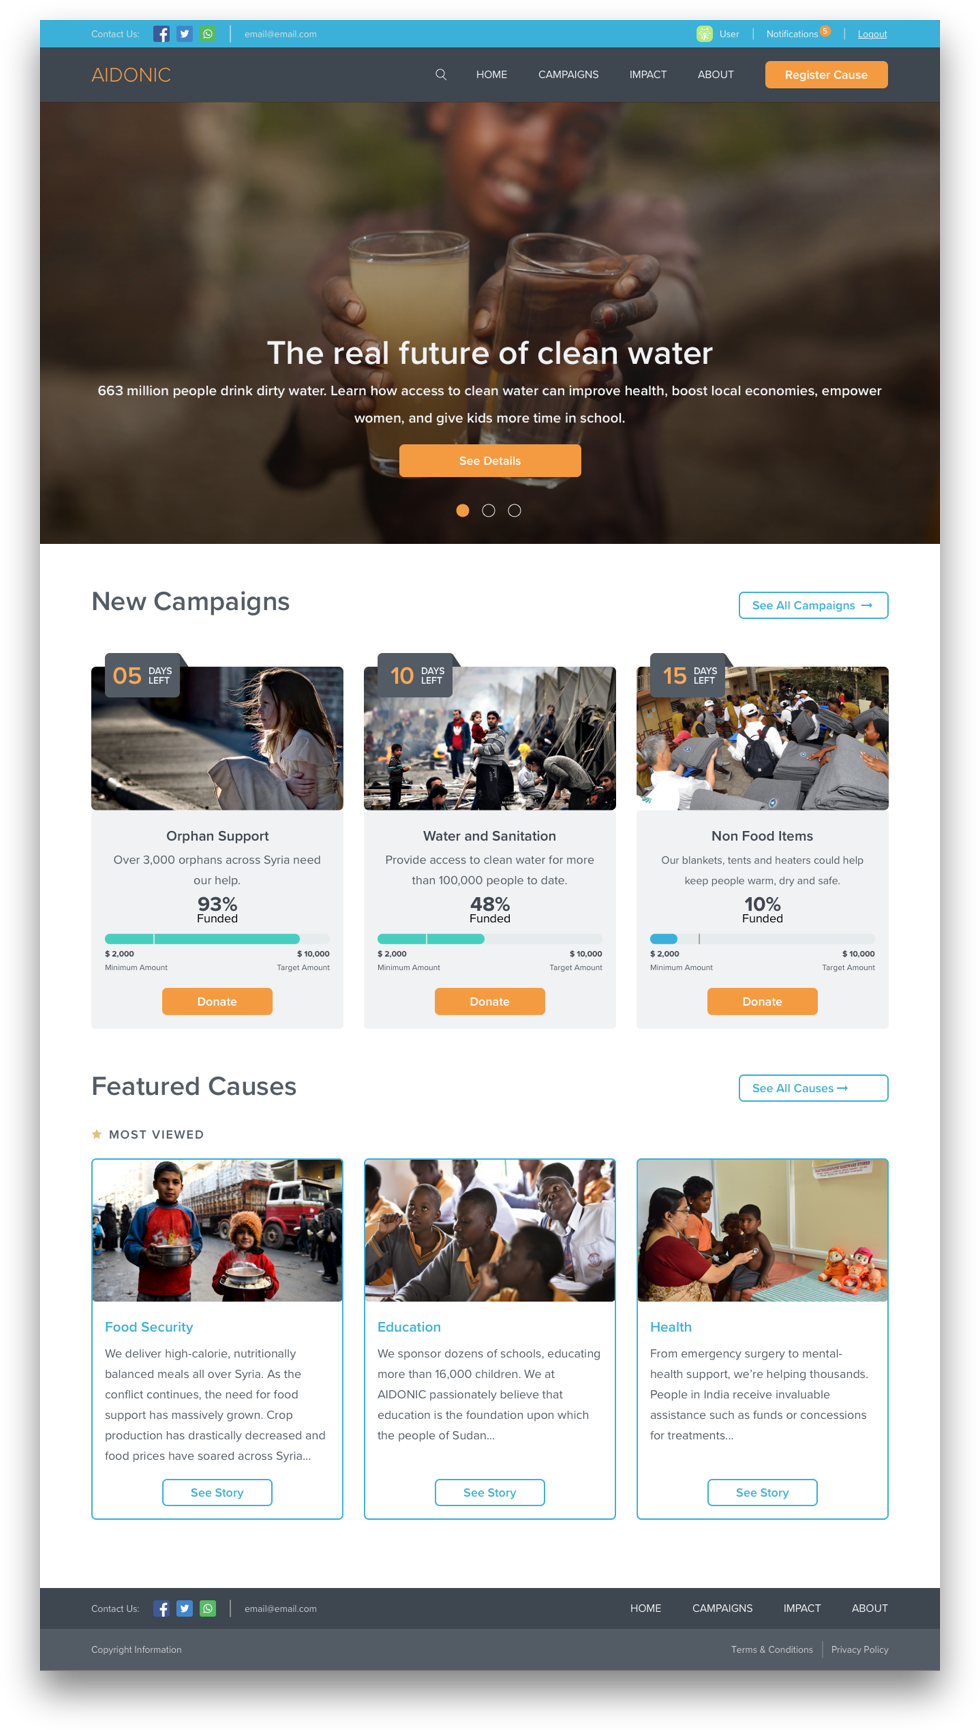 Contact Us:
email@email.com
User
Notifications
5
Logout
AIDONIC
HOME
CAMPAIGNS
IMPACT
ABOUT
Register Cause
The real future of clean water
663 million people drink dirty water. Learn how access to clean water can improve health, boost local economies, empower
women, and give kids more time in school.
See Details
New Campaigns
See All Campaigns →
05 DAYS
LEFT
Orphan Support
Over 3,000 orphans across Syria need
our help.
93%
Funded
$ 2,000
$ 10,000
Minimum Amount
Target Amount
Donate
10 DAYS
LEFT
Water and Sanitation
Provide access to clean water for more
than 100,000 people to date.
48%
Funded
$ 2,000
$ 10,000
Minimum Amount
Target Amount
Donate
15 DAYS
LEFT
Non Food Items
Our blankets, tents and heaters could help
keep people warm, dry and safe.
10%
Funded
$ 2,000
$ 10,000
Minimum Amount
Target Amount
Donate
Featured Causes
See All Causes →
MOST VIEWED
Food Security
We deliver high-calorie, nutritionally
balanced meals all over Syria. As the
conflict continues, the need for food
support has massively grown. Crop
production has drastically decreased and
food prices have soared across Syria...
See Story
Education
We sponsor dozens of schools, educating
more than 16,000 children. We at
AIDONIC passionately believe that
education is the foundation upon which
the people of Sudan...
See Story
Health
From emergency surgery to mental-
health support, we’re helping thousands.
People in India receive invaluable
assistance such as funds or concessions
for treatments...
See Story
Contact Us:
email@email.com
HOME
CAMPAIGNS
IMPACT
ABOUT
Copyright Information
Terms & Conditions
Privacy Policy